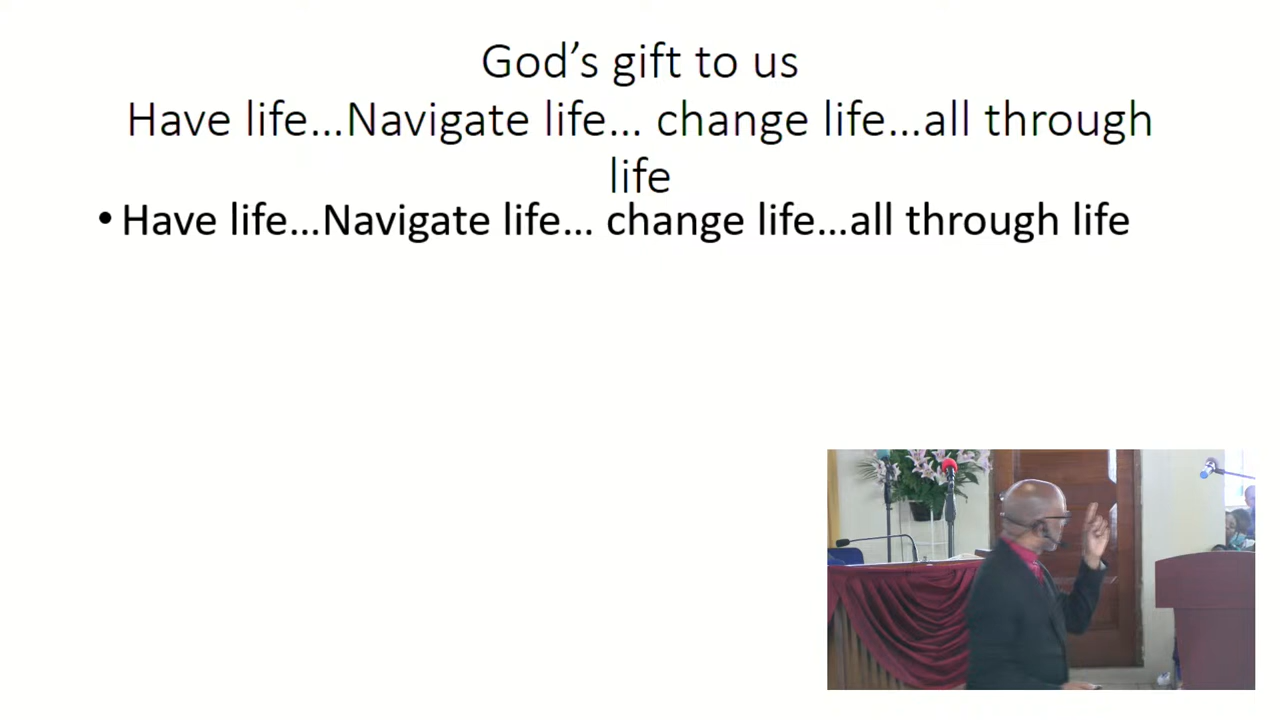 God’s gift to us
Have life…Navigate life… change life…all through
life
• Have life…Navigate life… change life…all through life